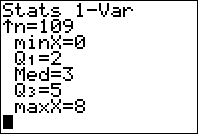 Stats 1-Var
↑n=109
minX=0
Q₁=2
Med=3
Q₃=5
maxX=8